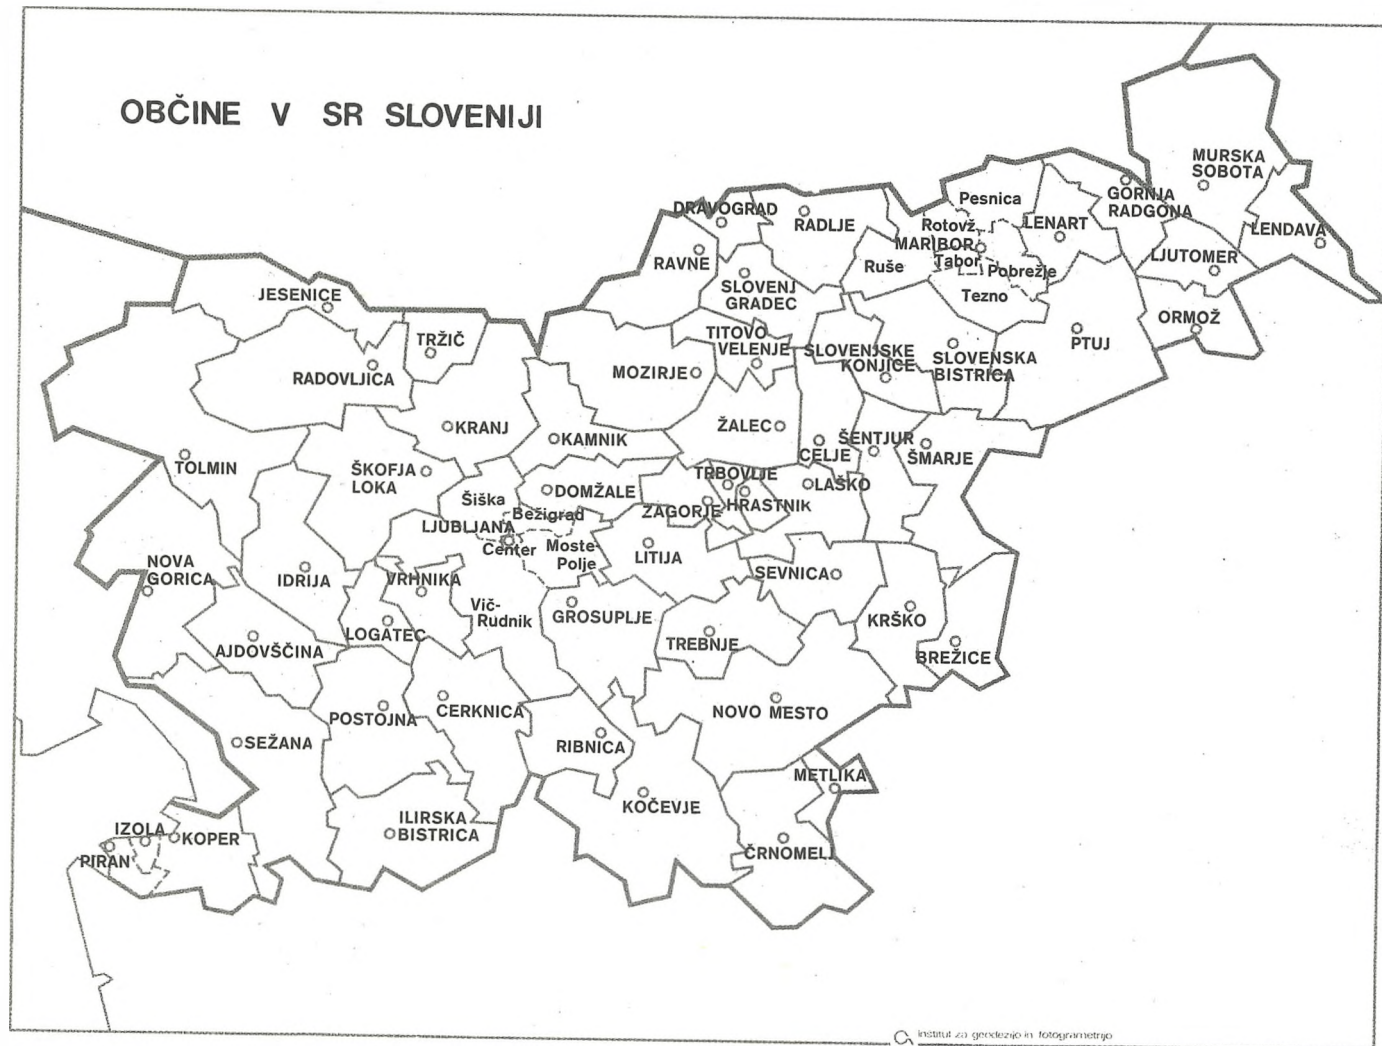 OBČINE V SR SLOVENIJI
MURSKA
SOBOTA
Pesnica
GORNJA
RADGONA
DRAVOGRAD
RADLJE
Rotovž
LENART
LENDAVA
MARIBOR
Tabor
LJUTOMER
RAVNE
Ruše
Pobrežje
SLOVENJ
GRADEC
Tezno
JESENICE
ORMOŽ
TRŽIČ
TITOVO
VELENJE
SLOVENSKE
KONJICE
SLOVENSKA
BISTRICA
PTUJ
RADOVLJICA
MOZIRJE
KRANJ
KAMNIK
ŽALEC
CELJE
ŠENTJUR
ŠMARJE
TOLMIN
ŠKOFJA
LOKA
Šiška
DOMŽALE
TRBOVLJE
LAŠKO
HRASTNIK
ZAGORJE
LJUBLJANA
Bežigrad
Center
Moste-
Polje
LITIJA
NOVA
GORICA
IDRIJA
VRHNIKA
SEVNICA
Vič-
Rudnik
GROSUPLJE
KRŠKO
LOGATEC
AJDOVŠČINA
TREBNJE
BREŽICE
POSTOJNA
CERKNICA
NOVO MESTO
SEŽANA
RIBNICA
METLIKA
KOČEVJE
ILIRSKA
BISTRICA
IZOLA
KOPER
PIRAN
ČRNOMELJ
Institut za geodezijo in fotogrametrijo